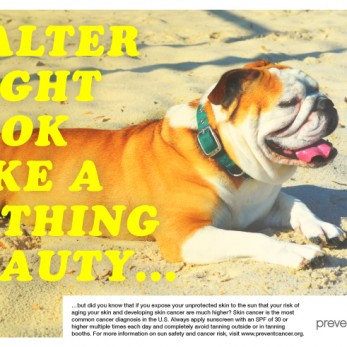 ALTER
IGHT
OOK
KE A
THING
EAUTY...
...but did you know that if you expose your unprotected skin to the sun that your risk of
aging your skin and developing skin cancer are much higher? Skin cancer is the most
common cancer diagnosis in the U.S. Always apply sunscreen with an SPF of 30 or
higher multiple times each day and completely avoid tanning outside or in tanning
booths. For more information on sun safety and cancer risk, visit www.preventcancer.org.
preve